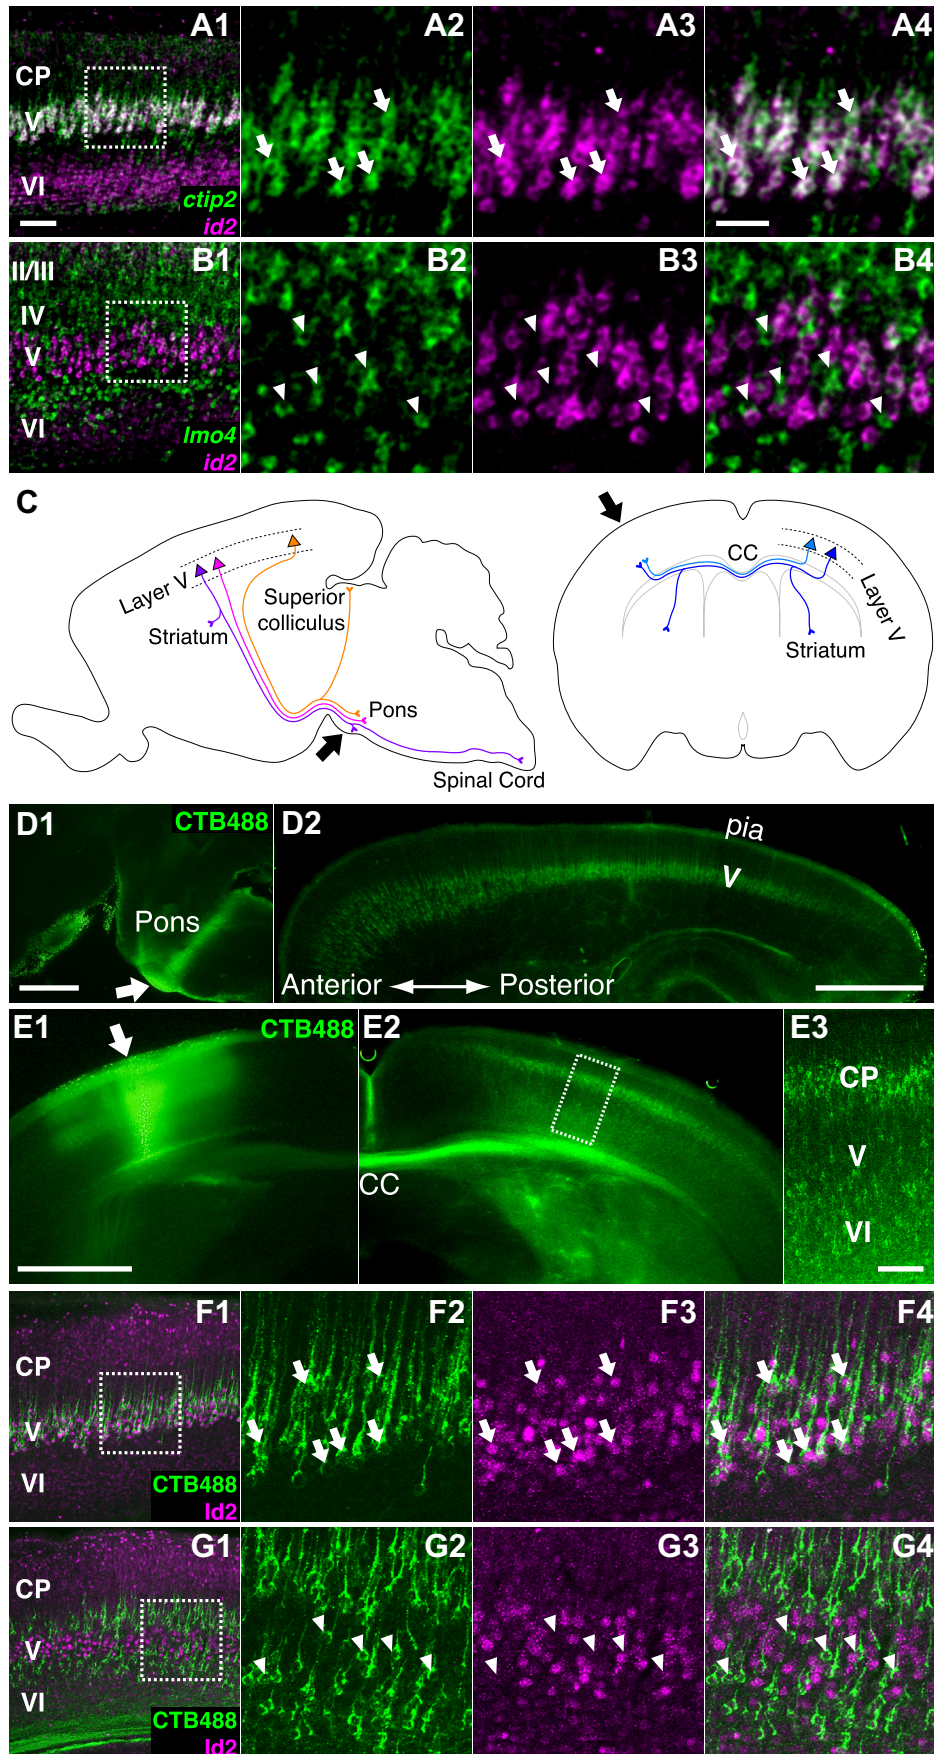 A1
A2
A3
A4
CP
V
VI
ctip2
id2
B1
B2
B3
B4
II/III
IV
V
VI
lmo4
id2
C
Layer V
Striatum
Superior
colliculus
Pons
Spinal Cord
CC
Layer V
Striatum
D1
CTB488
Pons
D2
pia
V
Anterior
Posterior
E1
CTB488
E2
CC
E3
CP
V
VI
F1
F2
F3
F4
CP
V
VI
CTB488
Id2
G1
G2
G3
G4
CP
V
VI
CTB488
Id2